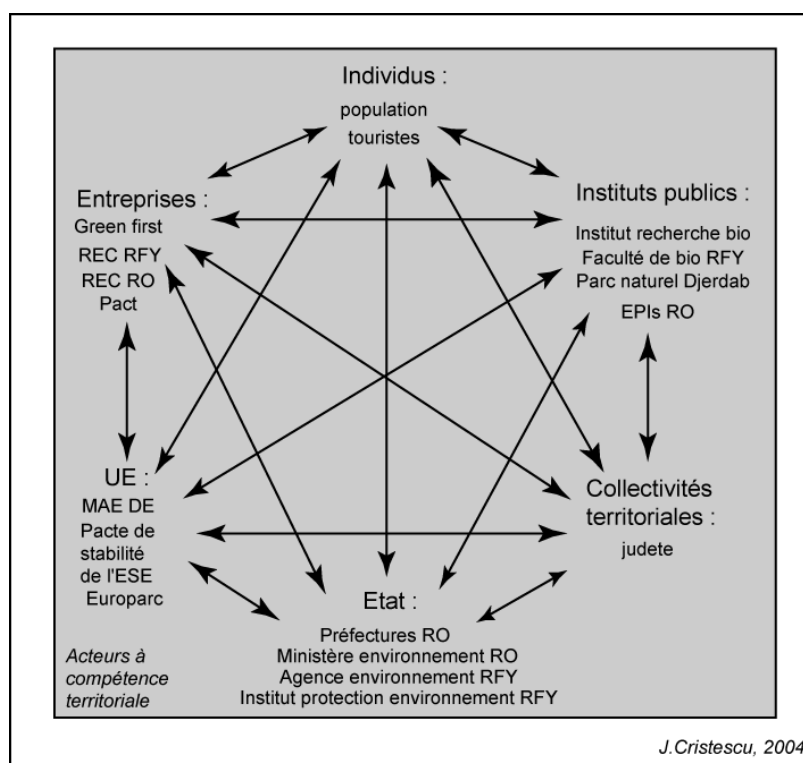 Individus :
population
touristes
Entreprises :
Green first
REC RFY
REC RO
Pact
Instituts publics :
Institut recherche bio
Faculté de bio RFY
Parc naturel Djerdab
EPIs RO
UE :
MAE DE
Pacte de
stabilité
de l'ESE
Europarc
Collectivités
territoriales :
judete
Etat :
Préfectures RO
Ministère environnement RO
Agence environnement RFY
Institut protection environnement RFY
Acteurs à
compétence
territoriale
J.Cristescu, 2004